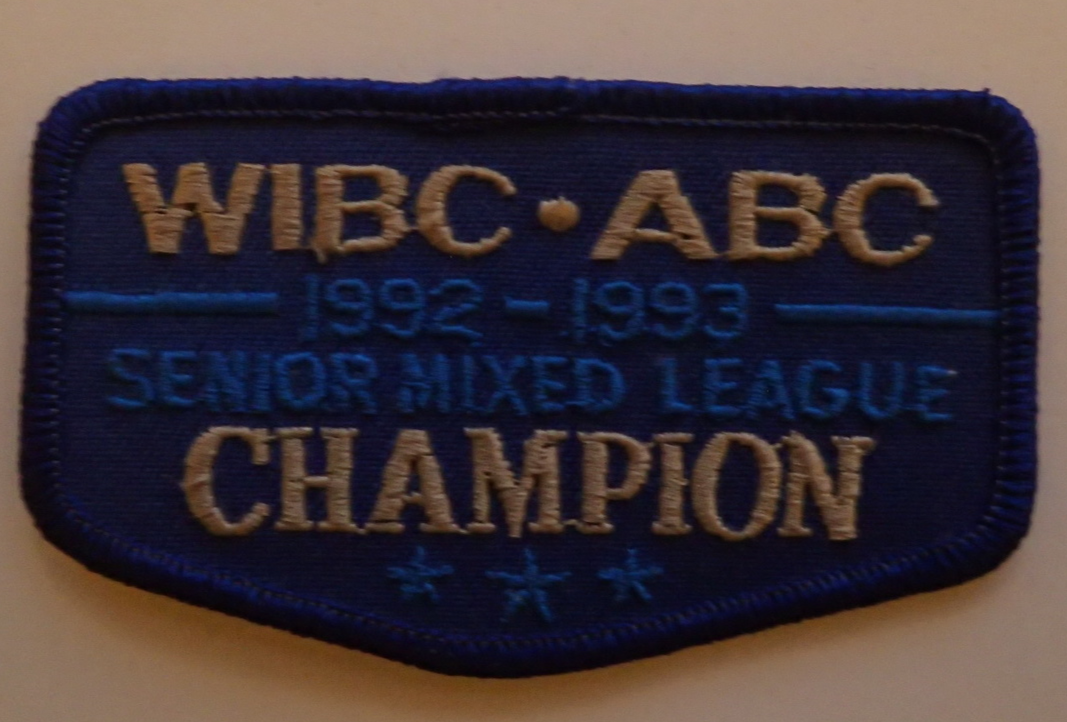 WIBC • ABC
1992 - 1993
SENIOR MIXED LEAGUE
CHAMPION